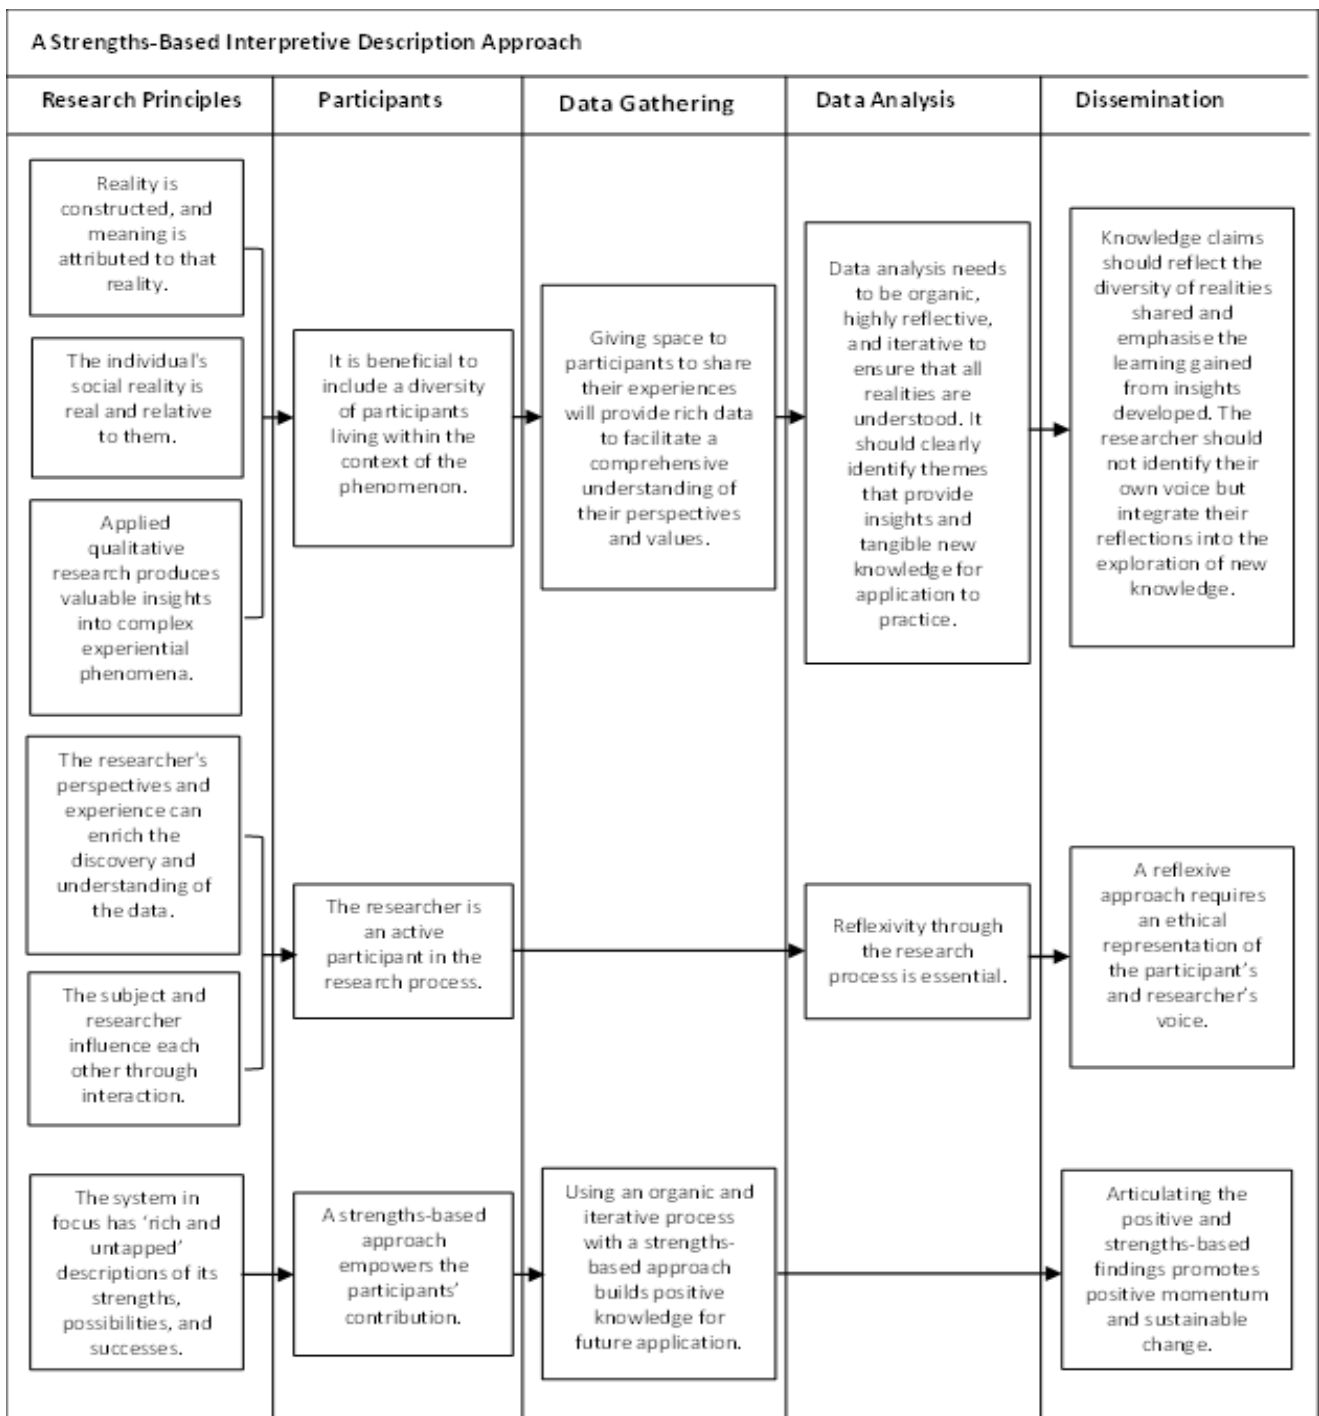 A Strengths-Based Interpretive Description Approach
Research Principles
Participants
Data Gathering
Data Analysis
Dissemination
Reality is
constructed, and
meaning is
attributed to that
reality.
The individual's
social reality is
real and relative
to them.
Applied
qualitative
research produces
valuable insights
into complex
experiential
phenomena.
It is beneficial to
include a diversity
of participants
living within the
context of the
phenomenon.
Giving space to
participants to share
their experiences
will provide rich data
to facilitate a
comprehensive
understanding of
their perspectives
and values.
Data analysis needs
to be organic,
highly reflective,
and iterative to
ensure that all
realities are
understood. It
should clearly
identify themes
that provide
insights and
tangible new
knowledge for
application to
practice.
Knowledge claims
should reflect the
diversity of realities
shared and
emphasise the
learning gained
from insights
developed. The
researcher should
not identify their
own voice but
integrate their
reflections into the
exploration of new
knowledge.
The researcher's
perspectives and
experience can
enrich the
discovery and
understanding of
the data.
The subject and
researcher
influence each
other through
interaction.
The researcher is
an active
participant in the
research process.
Reflexivity through
the research
process is essential.
A reflexive
approach requires
an ethical
representation of
the participant's
and researcher's
voice.
The system in
focus has ‘rich and
untapped’
descriptions of its
strengths,
possibilities, and
successes.
A strengths-based
approach
empowers the
participants’
contribution.
Using an organic and
iterative process
with a strengths-
based approach
builds positive
knowledge for
future application.
Articulating the
positive and
strengths-based
findings promotes
positive momentum
and sustainable
change.